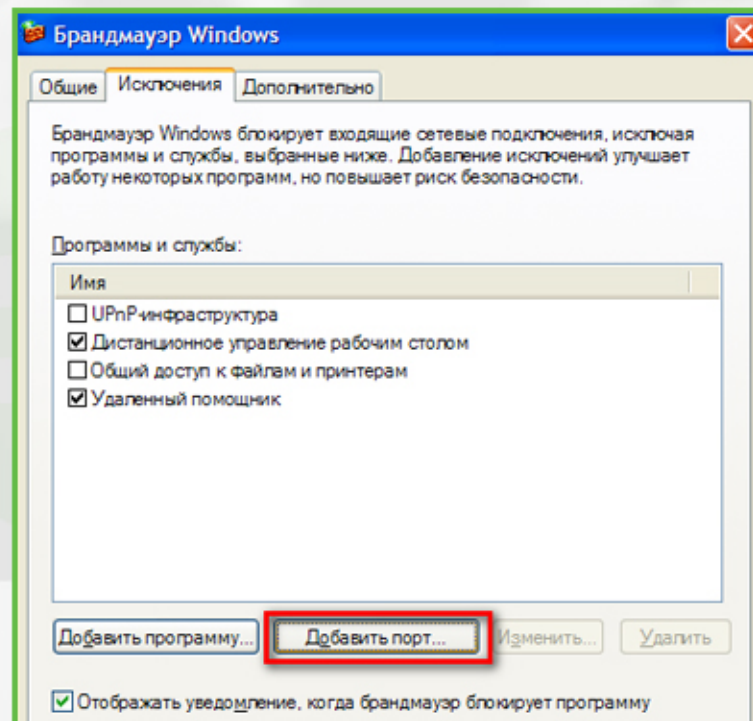 Брандмауэр Windows
Общие Исключения Дополнительно
Брандмауэр Windows блокирует входящие сетевые подключения, исключая
программы и службы, выбранные ниже. Добавление исключений улучшает
работу некоторых программ, но повышает риск безопасности.
Программы и службы:
Имя
UPnP-инфраструктура
Дистанционное управление рабочим столом
Общий доступ к файлам и принтерам
Удаленный помощник
Добавить программу... Добавить порт... Изменить... Удалить
Отображать уведомление, когда брандмауэр блокирует программу